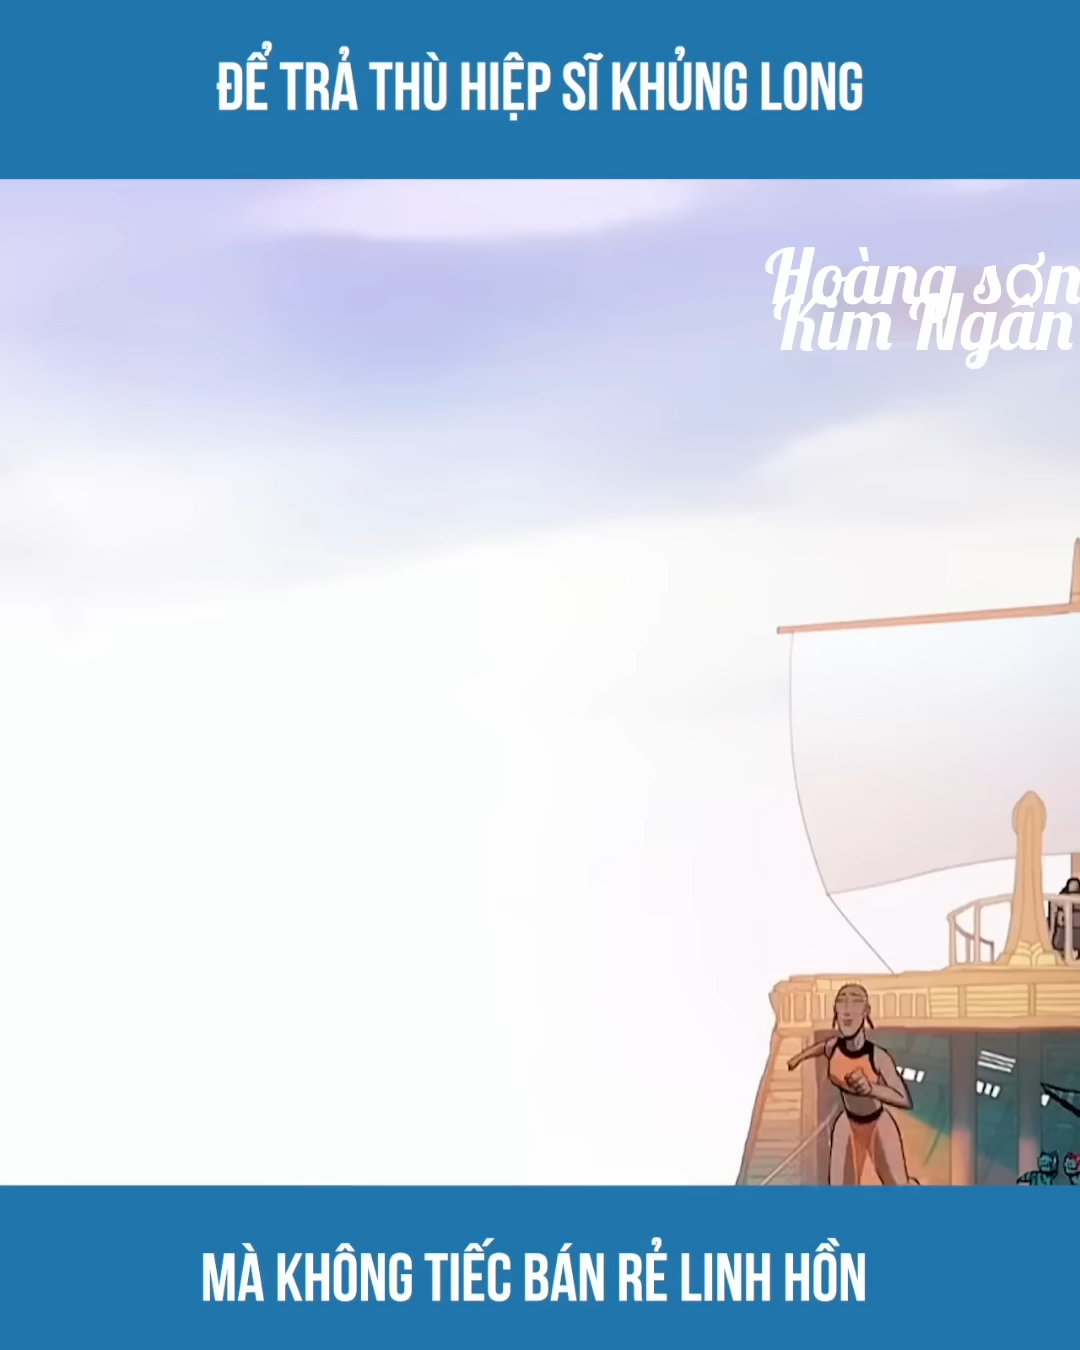 ĐỂ TRẢ THÙ HIỆP SĨ KHỦNG LONG
Hoàng sơn
Kim Ngân
MÀ KHÔNG TIẾC BÁN RẺ LINH HỒN